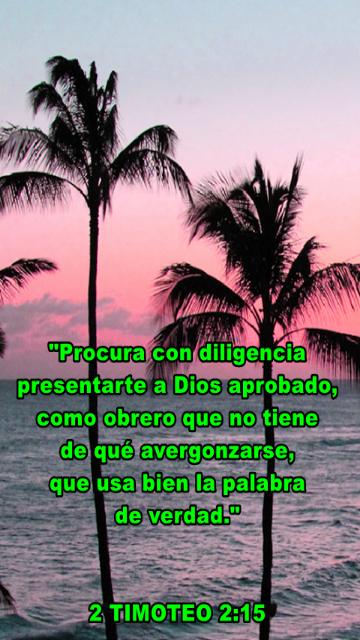 "Procura con diligencia
presentarte a Dios aprobado,
como obrero que no tiene
de qué avergonzarse,
que usa bien la palabra
de verdad."
2 TIMOTEO 2:15